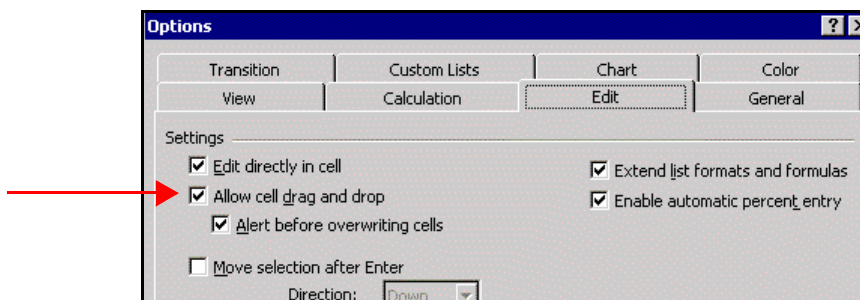 Options
Transition Custom Lists Chart Color
View Calculation Edit General
Settings
Edit directly in cell
Allow cell drag and drop
Alert before overwriting cells
Move selection after Enter
Direction: Down
Extend list formats and formulas
Enable automatic percent entry